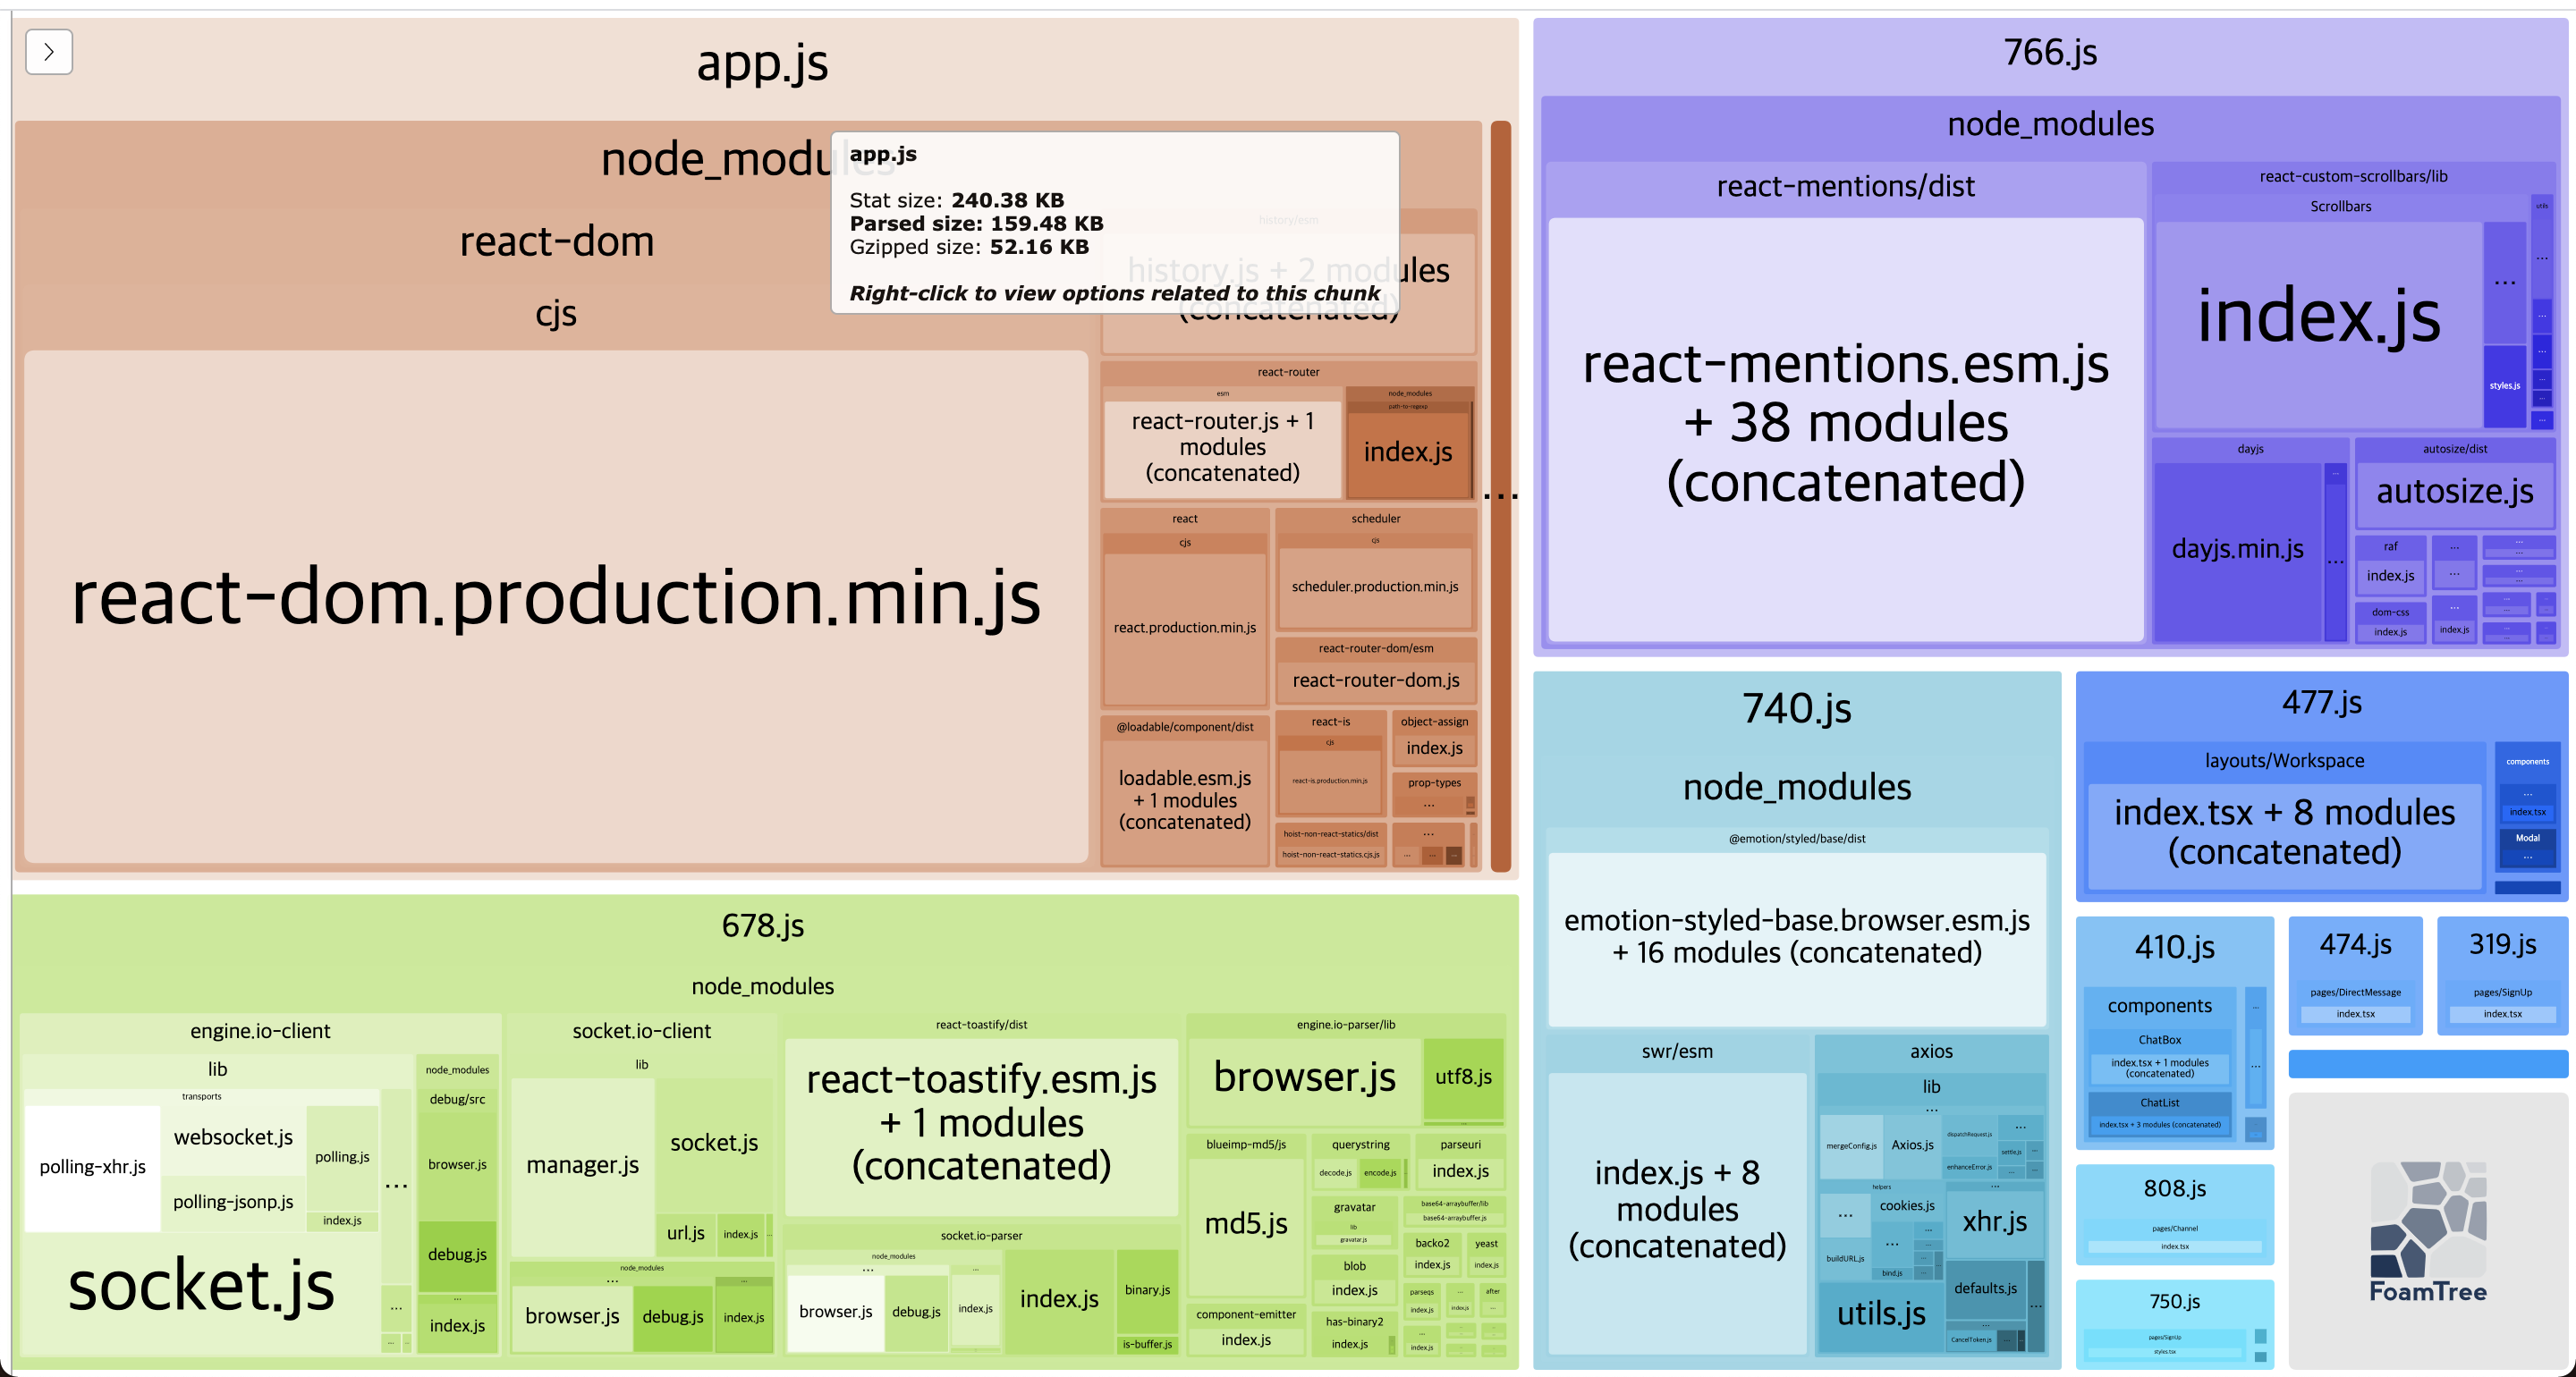 app.js
node_modules
app.js
Stat size: 240.38 KB
Parsed size: 159.48 KB
Gzipped size: 52.16 KB
Right-click to view options related to this chunk
react-dom
cjs
react-dom.production.min.js
history/esm
history.js + 2 modules
(concatenated)
react-router
esm
react-router.js + 1
modules
(concatenated)
node_modules
path-to-regexp
index.js
...
react
cjs
react.production.min.js
scheduler
cjs
scheduler.production.min.js
react-router-dom/esm
react-router-dom.js
@loadable/component/dist
loadable.esm.js
+ 1 modules
(concatenated)
react-is
cjs
react-is.production.min.js
object-assign
index.js
prop-types
...
hoist-non-react-statics/dist
hoist-non-react-statics.cjs.js
...
766.js
node_modules
react-mentions/dist
react-mentions.esm.js
+ 38 modules
(concatenated)
react-custom-scrollbars/lib
Scrollbars
index.js
...
styles.js
utils
...
dayjs
dayjs.min.js
...
autosize/dist
autosize.js
raf
index.js
dom-css
index.js
...
...
...
index.js
678.js
node_modules
engine.io-client
lib
transports
polling-xhr.js
websocket.js
polling-jsonp.js
polling.js
index.js
...
socket.js
...
node_modules
debug/src
browser.js
debug.js
...
index.js
socket.io-client
lib
manager.js
socket.js
url.js
index.js
node_modules
...
browser.js
debug.js
...
index.js
react-toastify/dist
react-toastify.esm.js
+ 1 modules
(concatenated)
socket.io-parser
node_modules
...
browser.js
debug.js
...
index.js
index.js
binary.js
is-buffer.js
engine.io-parser/lib
browser.js
utf8.js
blueimp-md5/js
md5.js
component-emitter
index.js
querystring
decode.js
encode.js
parseuri
index.js
gravatar
lib
gravatar.js
base64-arraybuffer/lib
base64-arraybuffer.js
blob
index.js
backo2
index.js
yeast
index.js
has-binary2
index.js
parseqs
index.js
...
index.js
after
...
...
index.js
740.js
node_modules
@emotion/styled/base/dist
emotion-styled-base.browser.esm.js
+ 16 modules (concatenated)
swr/esm
index.js + 8
modules
(concatenated)
axios
lib
...
mergeConfig.js
Axios.js
dispatchRequest.js
enhanceError.js
...
settle.js
helpers
...
cookies.js
buildURL.js
...
bind.js
utils.js
...
xhr.js
defaults.js
...
CancelToken.js
...
477.js
layouts/Workspace
index.tsx + 8 modules
(concatenated)
components
...
index.tsx
Modal
...
410.js
components
ChatBox
index.tsx + 1 modules
(concatenated)
ChatList
index.tsx + 3 modules (concatenated)
...
474.js
pages/DirectMessage
index.tsx
319.js
pages/SignUp
index.tsx
808.js
pages/Channel
index.tsx
750.js
pages/SignUp
styles.tsx
FoamTree